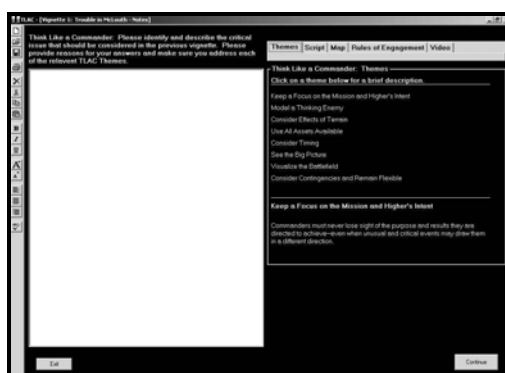 TLAC - [Vignette 1: Trouble in McLouth - Notes]
Think Like a Commander: Please identify and describe the critical
issue that should be considered in the previous vignette. Please
provide reasons for your answers and make sure you address each
of the relavent TLAC Themes.
Themes Script Map Rules of Engagement Video
Think Like a Commander: Themes
Click on a theme below for a brief description.
Keep a Focus on the Mission and Higher's Intent
Model a Thinking Enemy
Consider Effects of Terrain
Use All Assets Available
Consider Timing
See the Big Picture
Visualize the Battlefield
Consider Contingencies and Remain Flexible
Keep a Focus on the Mission and Higher's Intent
Commanders must never lose sight of the purpose and results they are
directed to achieve--even when unusual and critical events may draw them
in a different direction.
Exit
Continue